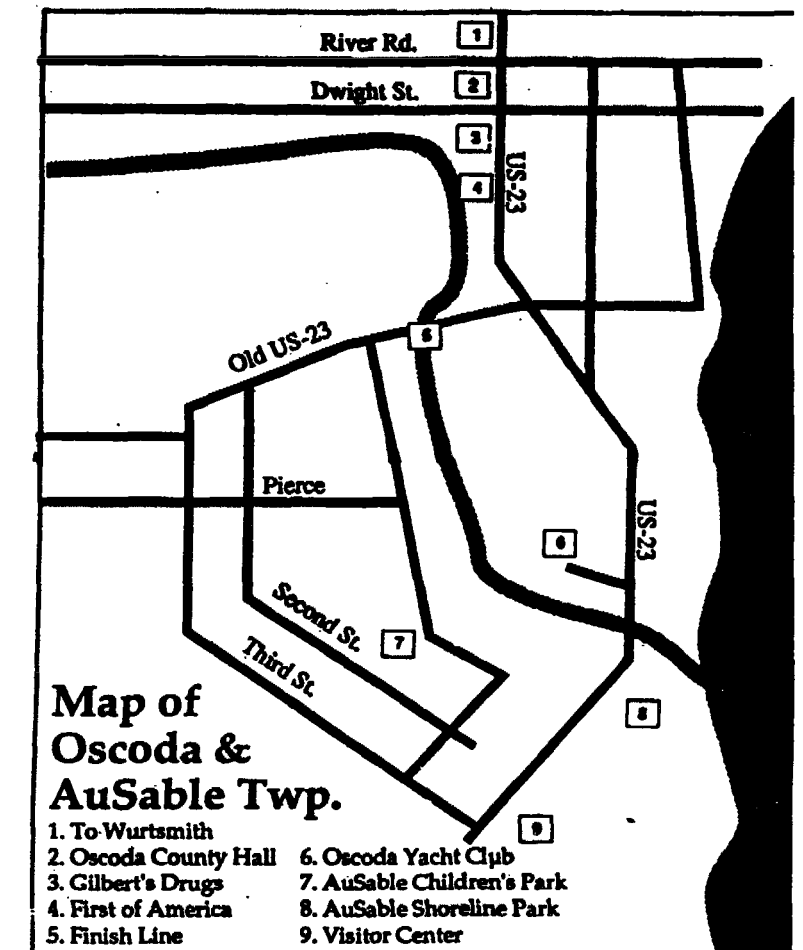 1
River Rd.
2
Dwight St.
3
US-23
4
5
Old US-23
Pierce
US-23
6
Second St.
7
Third St.
8
9
Map of
Oscoda &
AuSable Twp.
1. To Wurtsmith
2. Oscoda County Hall
3. Gilbert's Drugs
4. First of America
5. Finish Line
6. Oscoda Yacht Club
7. AuSable Children's Park
8. AuSable Shoreline Park
9. Visitor Center